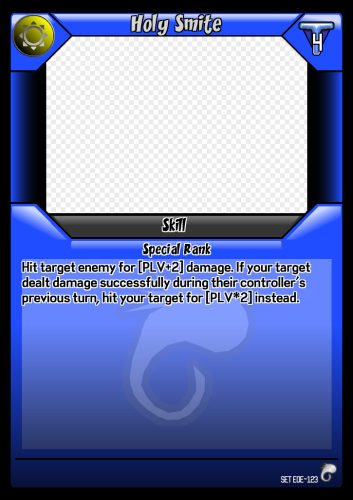 Holy Smite
4
Skill
Special Rank
Hit target enemy for [PLV+2] damage. If your target
dealt damage successfully during their controller's
previous turn, hit your target for [PLV*2] instead.
SET EDE-123